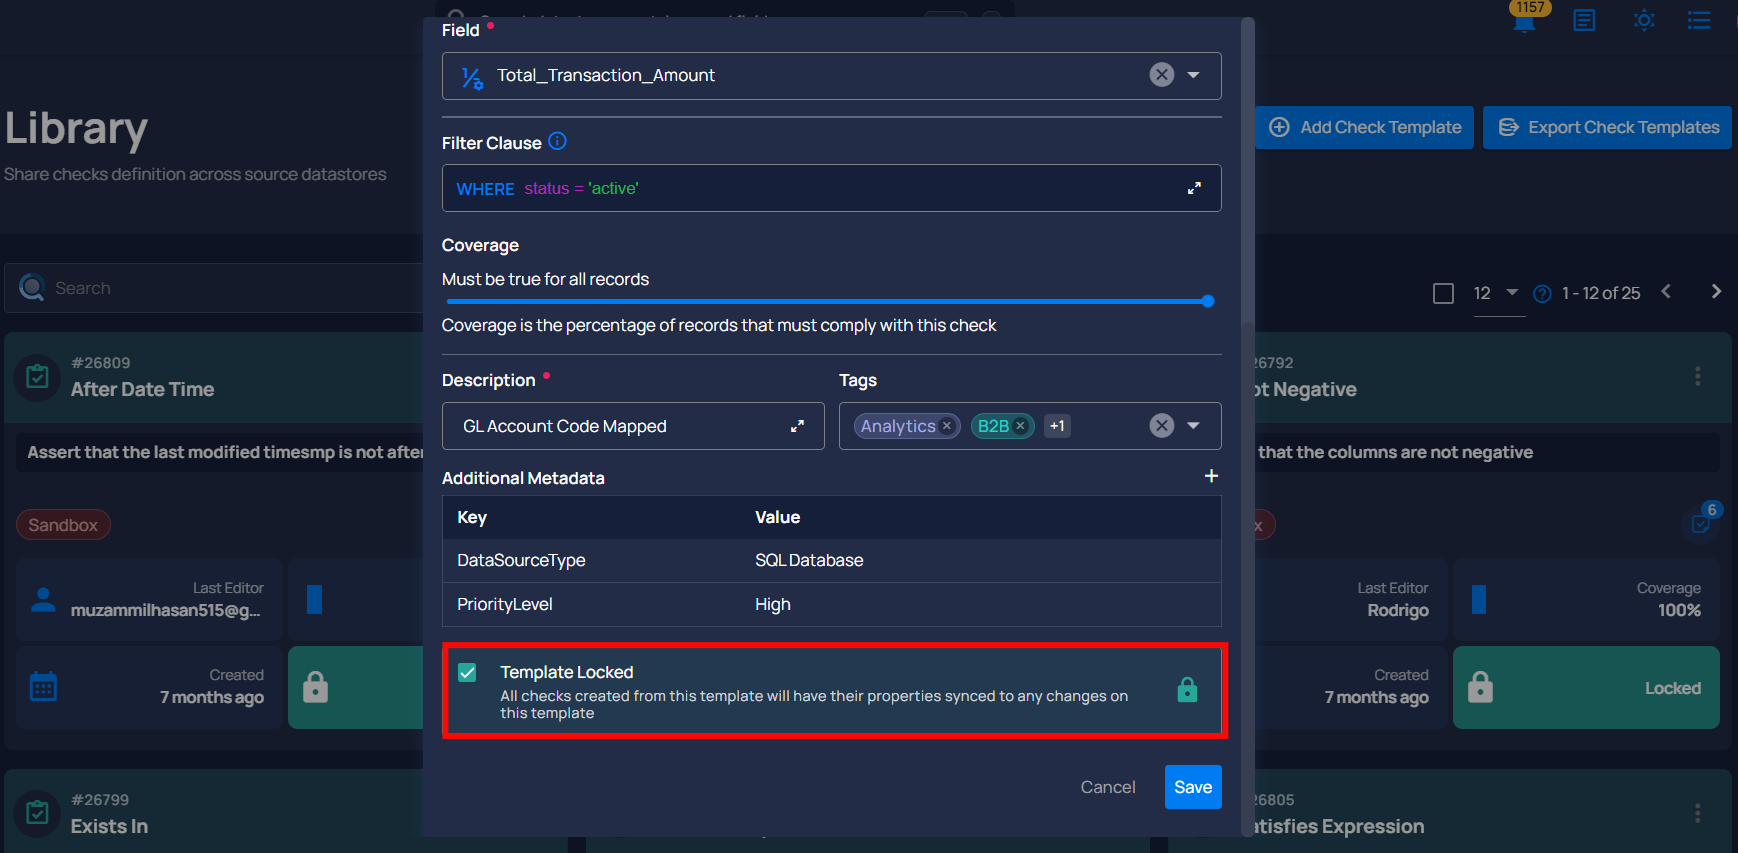 1157
Library
Share checks definition across source datastores
Add Check Template
Export Check Templates
Search
12
1 - 12 of 25
Field *
Total_Transaction_Amount
Filter Clause
WHERE status = 'active'
Coverage
Must be true for all records
Coverage is the percentage of records that must comply with this check
Description *
Tags
GL Account Code Mapped
Analytics
B2B
+1
Additional Metadata
+
Key Value
DataSourceType SQL Database
PriorityLevel High
Template Locked
All checks created from this template will have their properties synced to any changes on
this template
Cancel
Save
#26809
After Date Time
Assert that the last modified timesmp is not after
Sandbox
Last Editor
muzammilhasan515@g...
Created
7 months ago
26792
ot Negative
that the columns are not negative
x
6
Last Editor
Rodrigo
Coverage
100%
Created
7 months ago
Locked
#26799
Exists In
26805
atisfies Expression